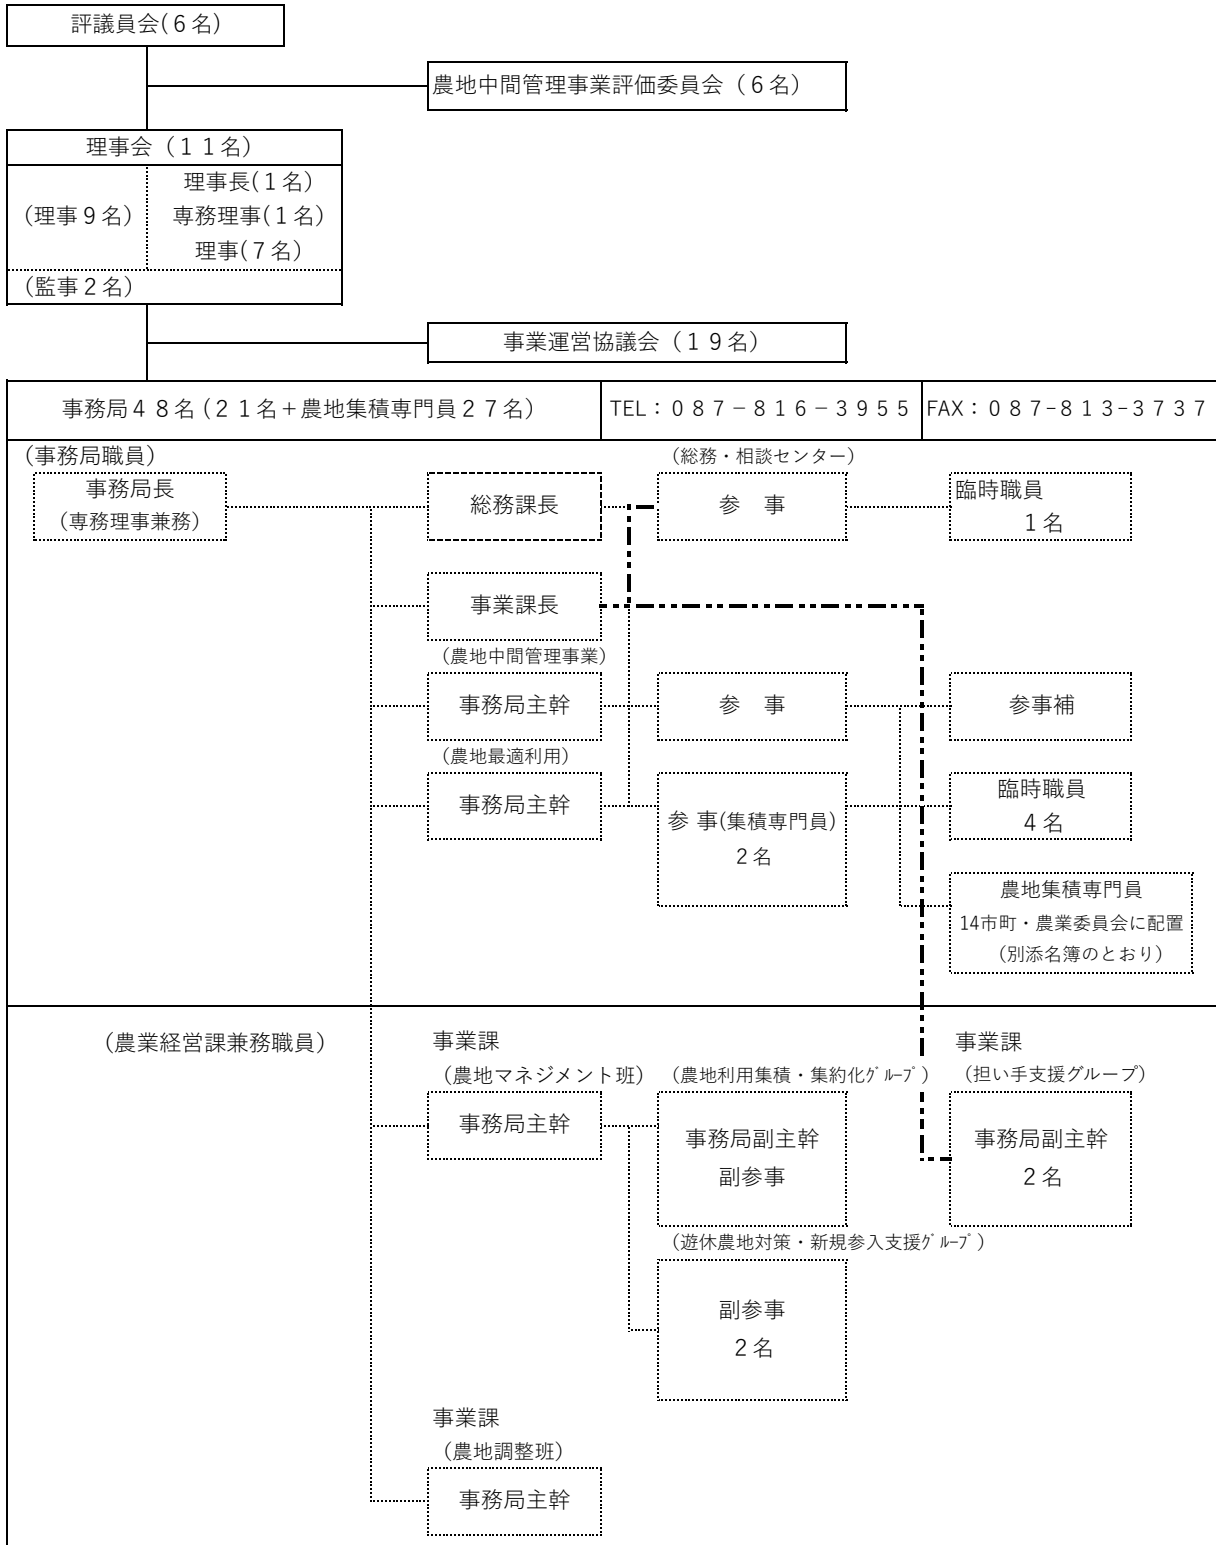 評議員会(６名)
農地中間管理事業評価委員会（６名）
理事会（１１名）
(理事９名)
理事長(１名)
専務理事(１名)
理事(７名)
(監事２名)
事業運営協議会（１９名）
事務局４８名 (２１名＋農地集積専門員２７名)
TEL：０８７－８１６－３９５５
FAX：０８７-８１３-３７３７
(事務局職員)
(総務・相談センター)
事務局長
(専務理事兼務)
総務課長
参　事
臨時職員
１名
事業課長
(農地中間管理事業)
事務局主幹
参　事
参事補
(農地最適利用)
事務局主幹
参 事(集積専門員)
２名
臨時職員
４名
農地集積専門員
14市町・農業委員会に配置
(別添名簿のとおり)
(農業経営課兼務職員)
事業課
(農地マネジメント班)
(農地利用集積・集約化ｸﾞﾙｰﾌﾟ)
事業課
(担い手支援グループ)
事務局主幹
事務局副主幹
副参事
事務局副主幹
２名
(遊休農地対策・新規参入支援ｸﾞﾙｰﾌﾟ)
副参事
２名
事業課
(農地調整班)
事務局主幹